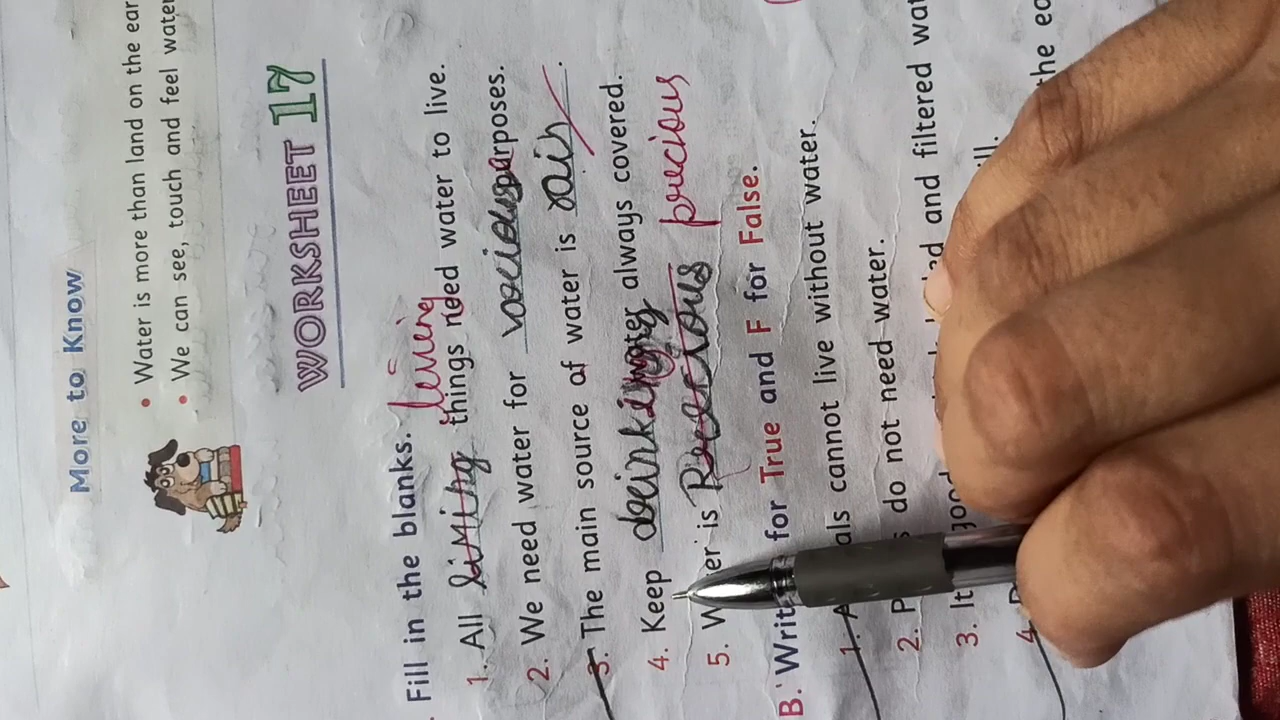 More to Know
• Water is more than land on the ear
• We can see, touch and feel water
WORKSHEET 17
Fill in the blanks.
living
1. All liMing things need water to live.
2. We need water for various purposes.
3. The main source of water is rain.
4. Keep drinking water always covered.
5. Water is Precious precious
B. Write for True and F for False.
1. als cannot live without water.
2. P s do not need water.
3. It good and filtered wat
4. the ea